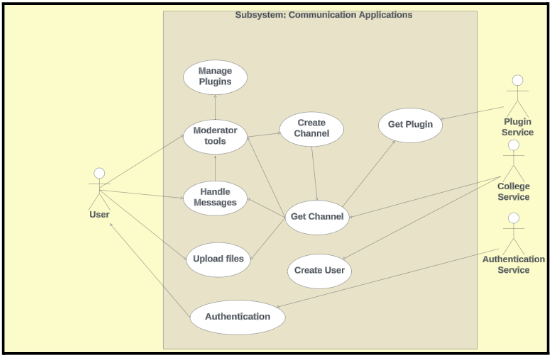 Subsystem: Communication Applications
Manage
Plugins
Moderator
tools
Create
Channel
Get Plugin
Plugin
Service
Handle
Messages
College
Service
User
Get Channel
Upload files
Create User
Authentication
Service
Authentication